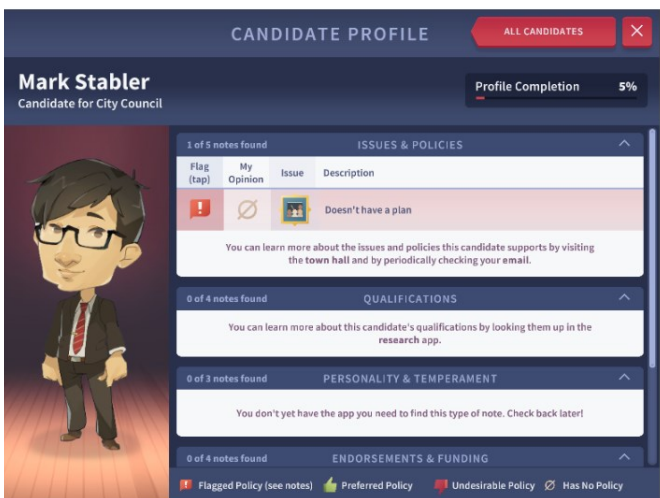 CANDIDATE PROFILE
ALL CANDIDATES
Mark Stabler
Candidate for City Council
Profile Completion 5%
1 of 5 notes found ISSUES & POLICIES
Flag (tap) My Opinion Issue Description
Doesn't have a plan
You can learn more about the issues and policies this candidate supports by visiting
the town hall and by periodically checking your email.
0 of 4 notes found QUALIFICATIONS
You can learn more about this candidate's qualifications by looking them up in the
research app.
0 of 3 notes found PERSONALITY & TEMPERAMENT
You don't yet have the app you need to find this type of note. Check back later!
0 of 4 notes found ENDORSEMENTS & FUNDING
Flagged Policy (see notes) Preferred Policy Undesirable Policy Has No Policy